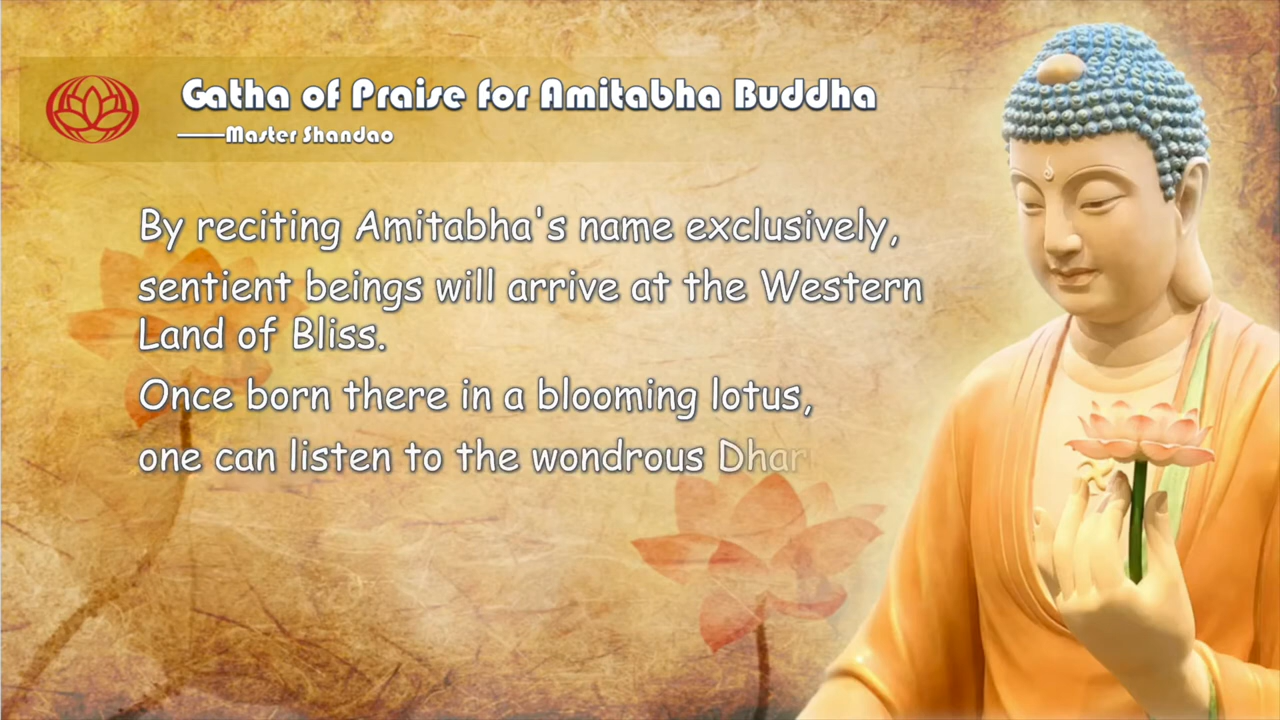 Gatha of Praise for Amitabha Buddha
——Master Shandao
By reciting Amitabha's name exclusively,
sentient beings will arrive at the Western
Land of Bliss.
Once born there in a blooming lotus,
one can listen to the wondrous Dhar